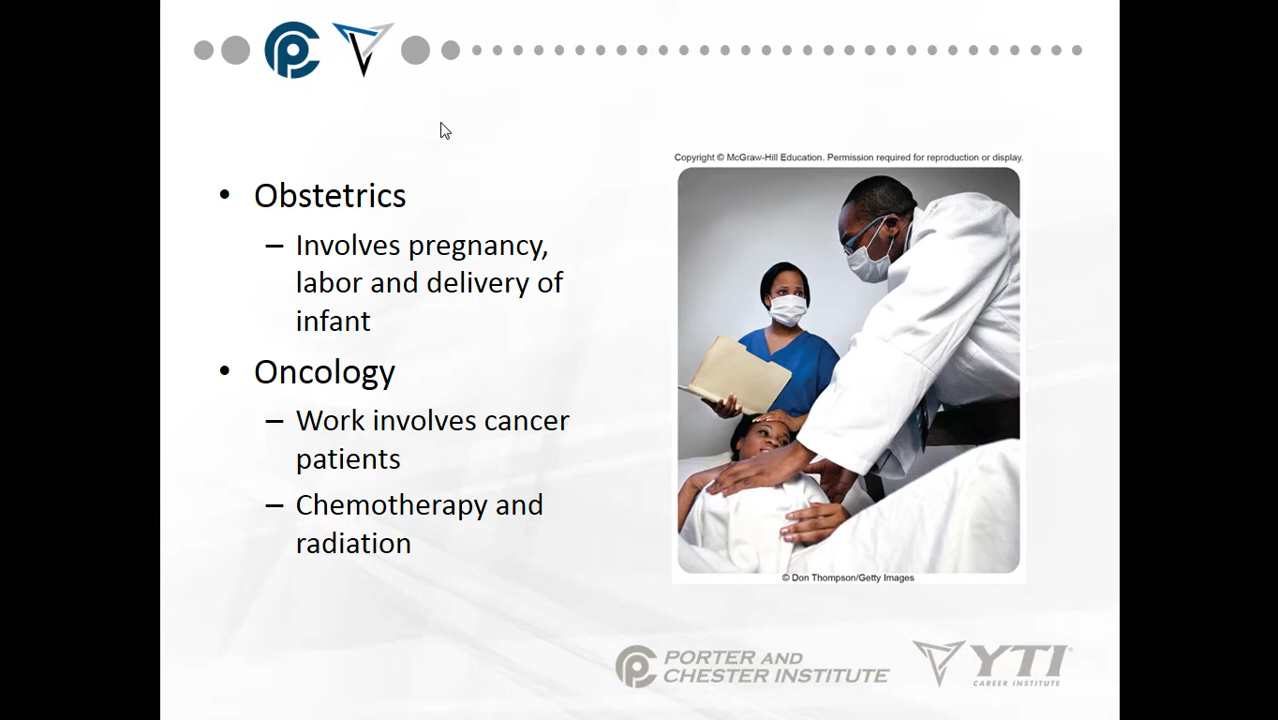 Copyright © McGraw-Hill Education. Permission required for reproduction or display.
• Obstetrics
– Involves pregnancy,
labor and delivery of
infant
• Oncology
– Work involves cancer
patients
– Chemotherapy and
radiation
© Don Thompson/Getty Images
PORTER AND
CHESTER INSTITUTE
YTI®
CAREER INSTITUTE